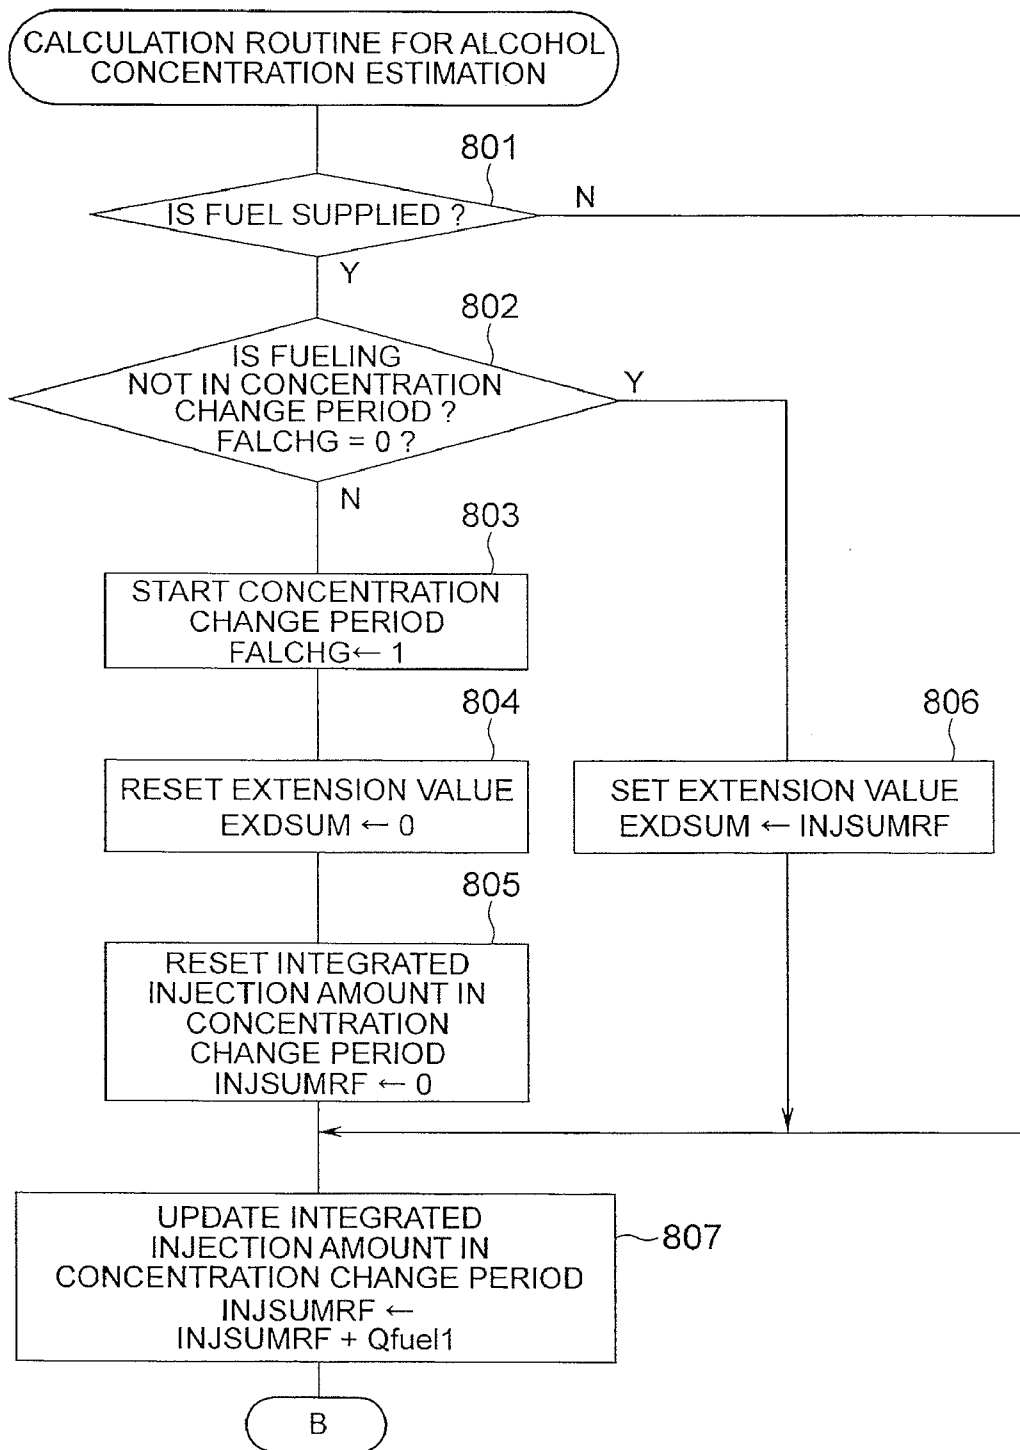 CALCULATION ROUTINE FOR ALCOHOL
CONCENTRATION ESTIMATION
801
IS FUEL SUPPLIED ?
N
Y
802
IS FUELING
NOT IN CONCENTRATION
CHANGE PERIOD ?
FALCHG = 0 ?
Y
N
803
START CONCENTRATION
CHANGE PERIOD
FALCHG ← 1
804
RESET EXTENSION VALUE
EXDSUM ← 0
806
SET EXTENSION VALUE
EXDSUM ← INJSUMRF
805
RESET INTEGRATED
INJECTION AMOUNT IN
CONCENTRATION
CHANGE PERIOD
INJSUMRF ← 0
UPDATE INTEGRATED
INJECTION AMOUNT IN
CONCENTRATION CHANGE PERIOD
INJSUMRF ←
INJSUMRF + Qfuel1
807
B